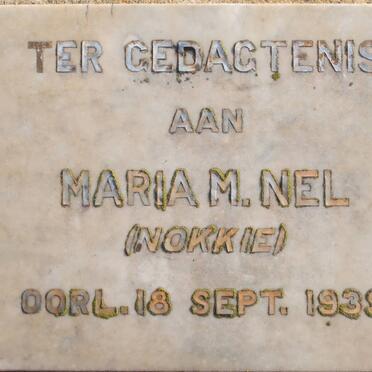 TER GEDAGTENIS
AAN
MARIA M. NEL
(NOKKIE)
OORL. 18 SEPT. 1939